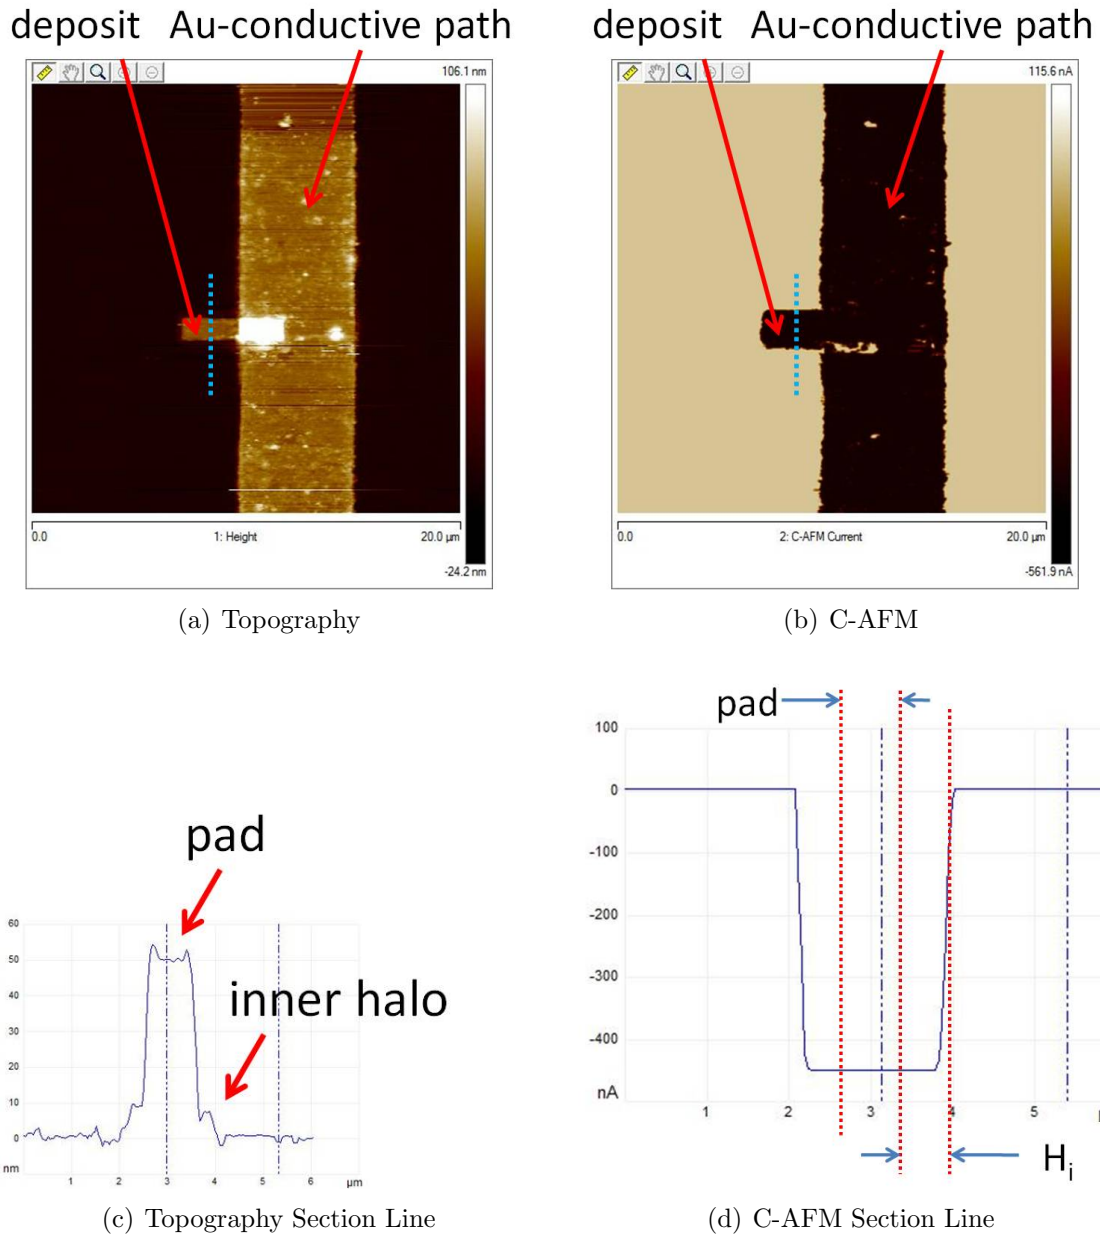 deposit Au-conductive path
deposit Au-conductive path
106.1 nm
115.6 nA
0.0 1: Height 20.0 µm
-24.2 nm
0.0 2: C-AFM Current 20.0 µm
-561.9 nA
(a) Topography
(b) C-AFM
pad
inner halo
60
50
40
30
20
10
0
nm
1 2 3 4 5 6 µm
(c) Topography Section Line
pad
100
0
-100
-200
-300
-400
nA
1 2 3 4 5
Hi
(d) C-AFM Section Line